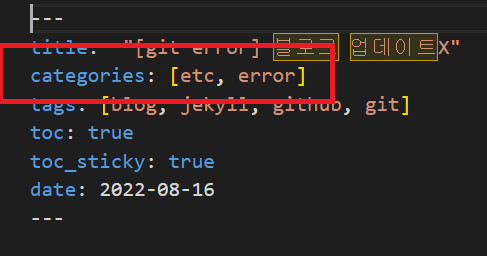 ---
title: "[git error] 블로그 업데이트X"
categories: [etc, error]
tags: [blog, jekyll, github, git]
toc: true
toc_sticky: true
date: 2022-08-16
---